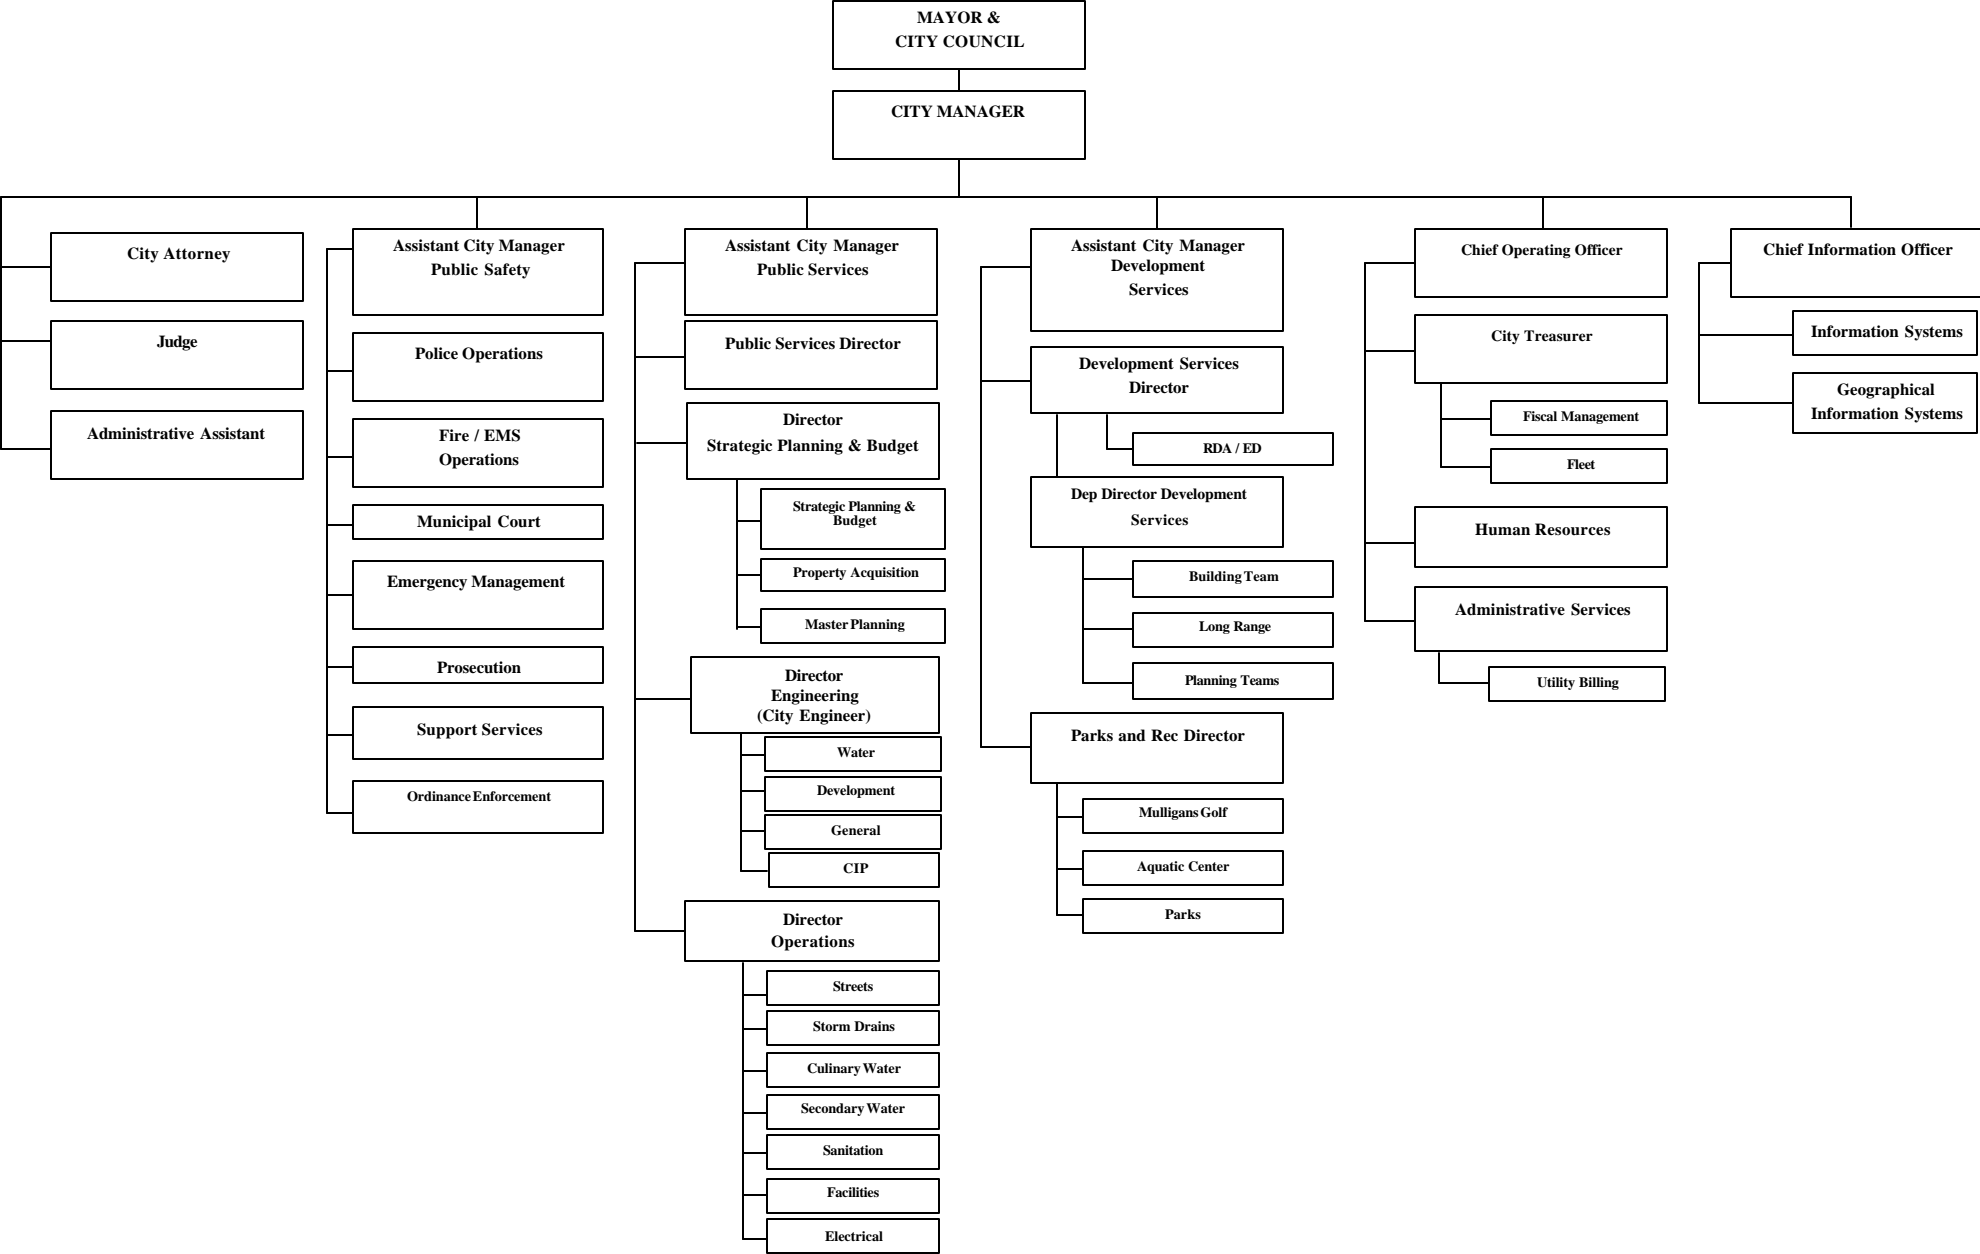 MAYOR &
CITY COUNCIL
CITY MANAGER
City Attorney
Judge
Administrative Assistant
Assistant City Manager
Public Safety
Police Operations
Fire / EMS
Operations
Municipal Court
Emergency Management
Prosecution
Support Services
Ordinance Enforcement
Assistant City Manager
Public Services
Public Services Director
Director
Strategic Planning & Budget
Strategic Planning &
Budget
Property Acquisition
Master Planning
Director
Engineering
(City Engineer)
Water
Development
General
CIP
Director
Operations
Streets
Storm Drains
Culinary Water
Secondary Water
Sanitation
Facilities
Electrical
Assistant City Manager
Development
Services
Development Services
Director
RDA / ED
Dep Director Development
Services
Building Team
Long Range
Planning Teams
Parks and Rec Director
Mulligans Golf
Aquatic Center
Parks
Chief Operating Officer
City Treasurer
Fiscal Management
Fleet
Human Resources
Administrative Services
Utility Billing
Chief Information Officer
Information Systems
Geographical
Information Systems